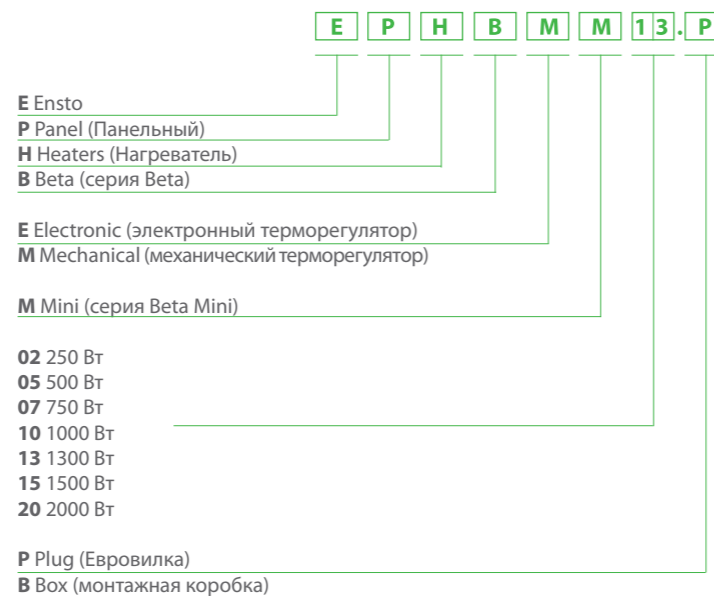 E P H B M M 13.P
E Ensto
P Panel (Панельный)
H Heaters (Нагреватель)
B Beta (серия Beta)
E Electronic (электронный терморегулятор)
M Mechanical (механический терморегулятор)
M Mini (серия Beta Mini)
02 250 Вт
05 500 Вт
07 750 Вт
10 1000 Вт
13 1300 Вт
15 1500 Вт
20 2000 Вт
P Plug (Евровилка)
B Box (монтажная коробка)